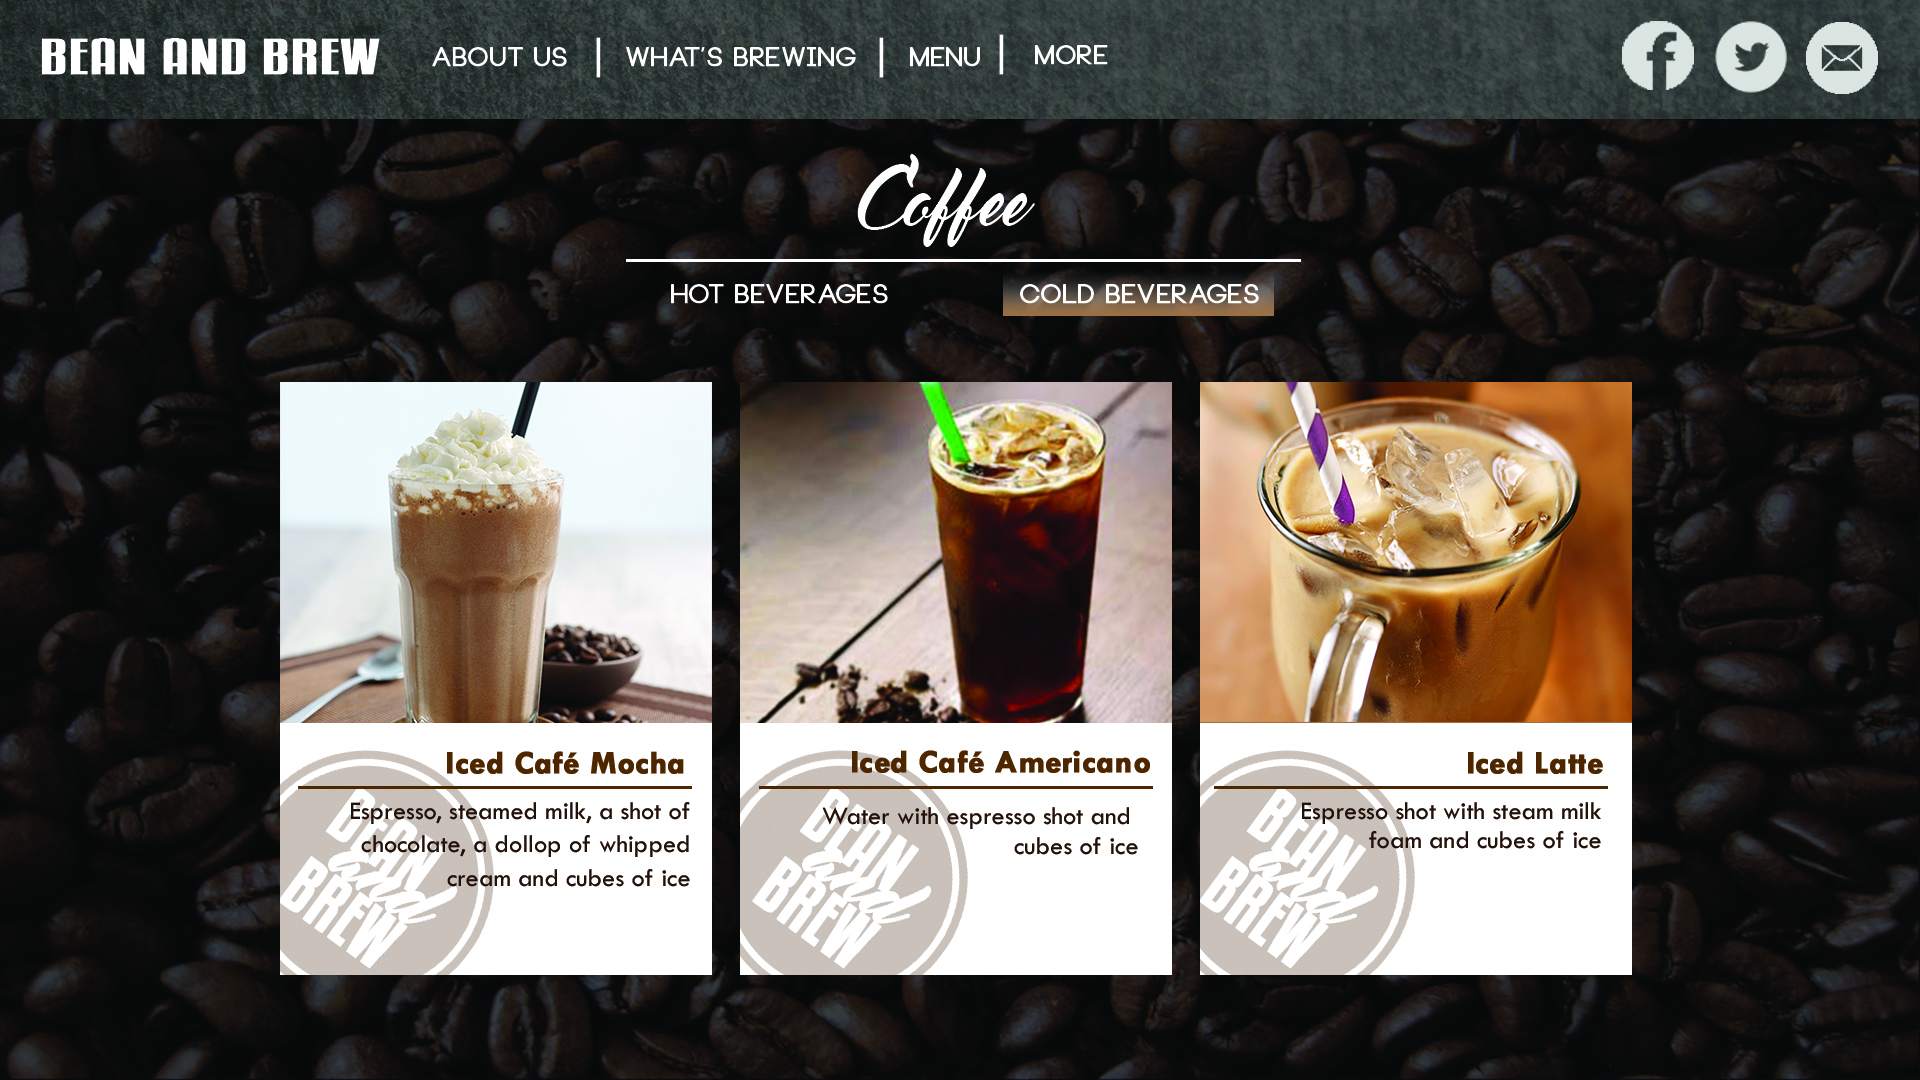 BEAN AND BREW
ABOUT US | WHAT'S BREWING | MENU | MORE
Coffee
HOT BEVERAGES
COLD BEVERAGES
Iced Café Mocha
Espresso, steamed milk, a shot of
chocolate, a dollop of whipped
cream and cubes of ice
BEAN
and
BREW
Iced Café Americano
Water with espresso shot and
cubes of ice
BEAN
and
BREW
Iced Latte
Espresso shot with steam milk
foam and cubes of ice
BEAN
and
BREW